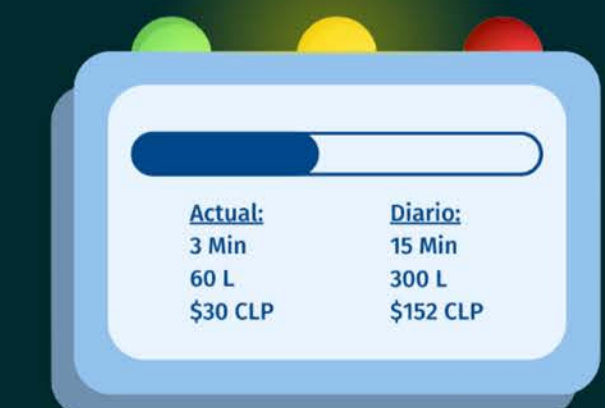 Actual:
3 Min
60 L
$30 CLP
Diario:
15 Min
300 L
$152 CLP